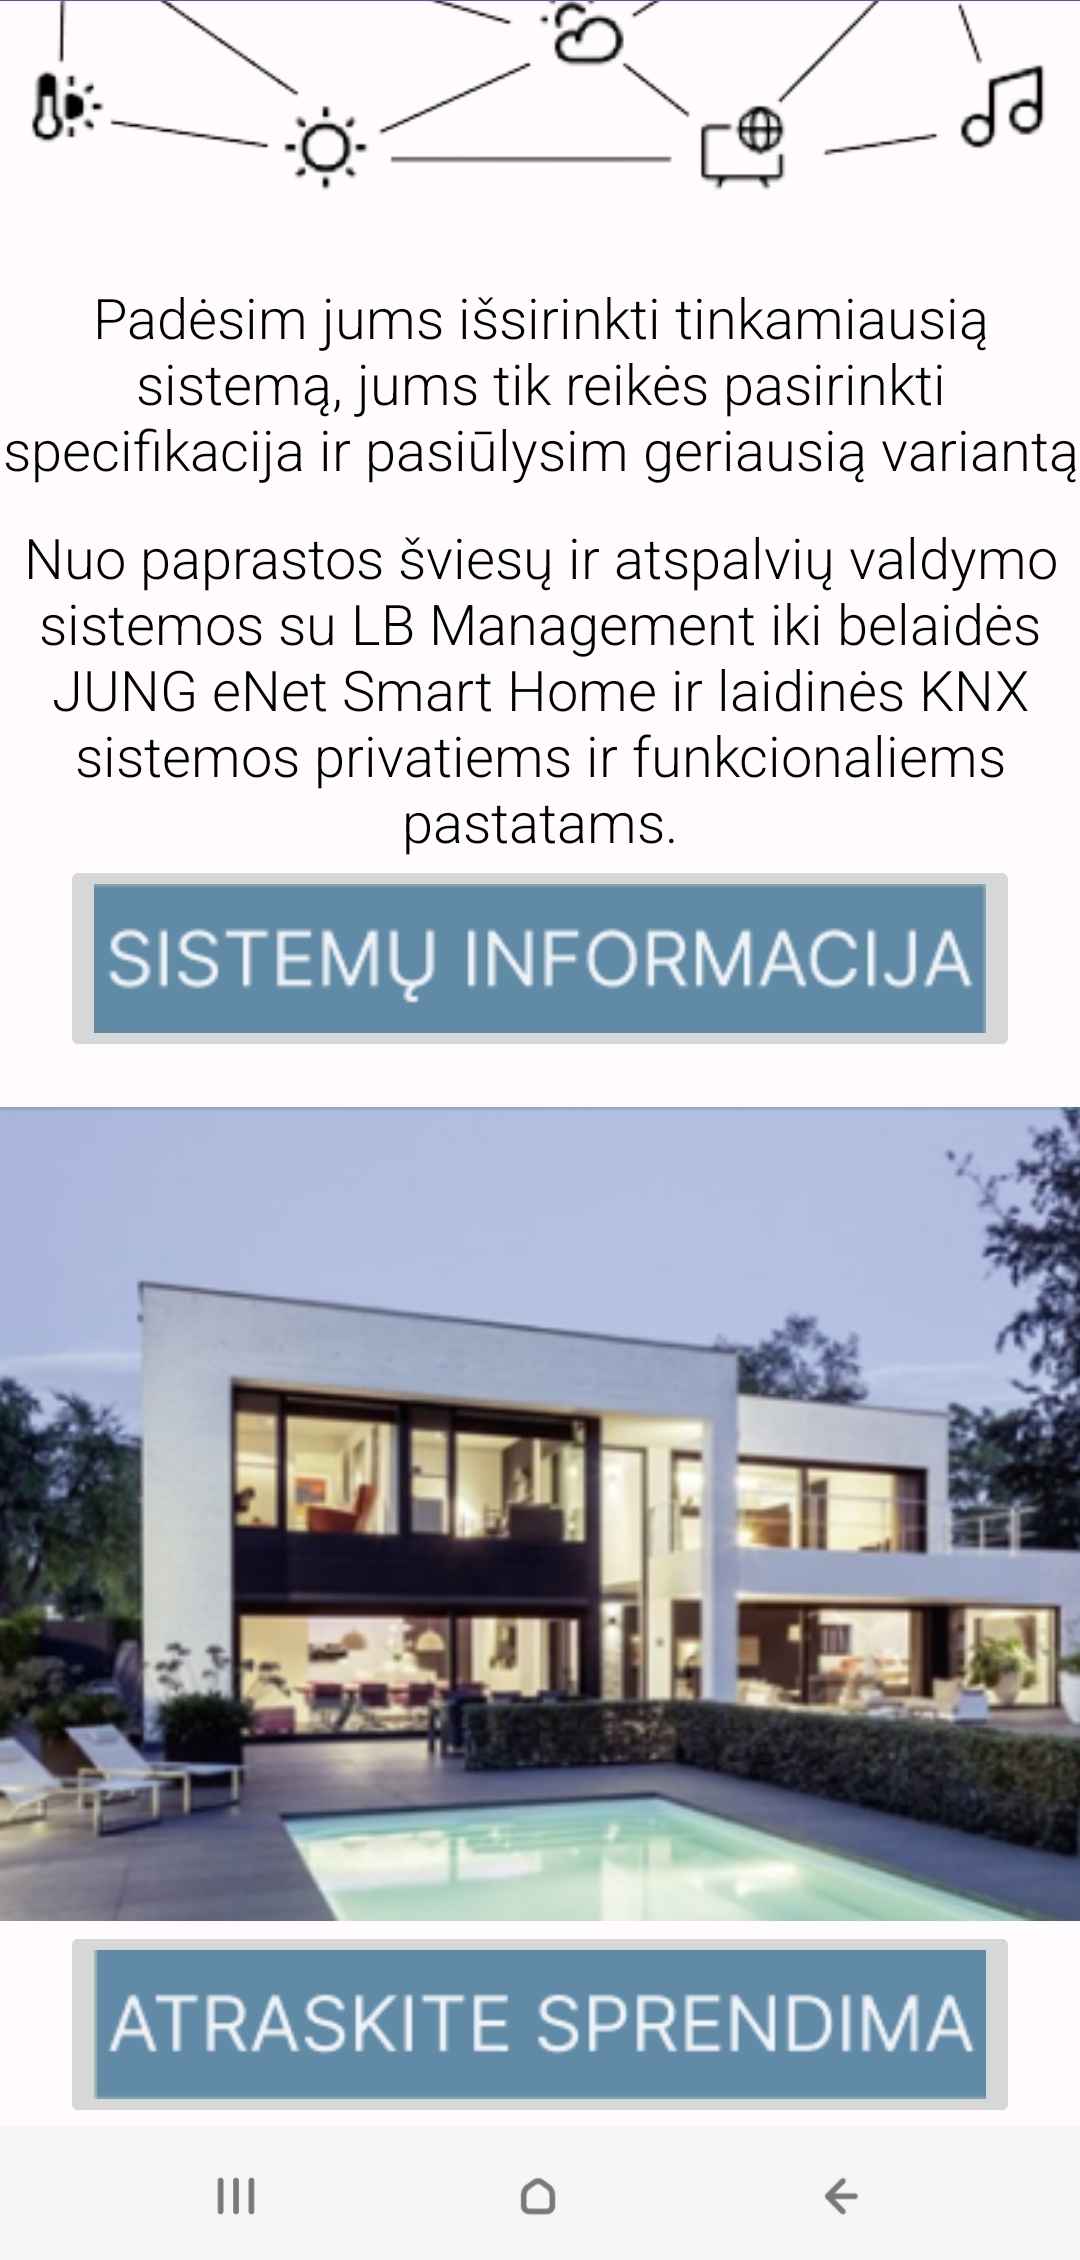 Padėsim jums išsirinkti tinkamiausią
sistemą, jums tik reikės pasirinkti
specifikacija ir pasiūlysim geriausią variantą
Nuo paprastos šviesų ir atspalvių valdymo
sistemos su LB Management iki belaidės
JUNG eNet Smart Home ir laidinės KNX
sistemos privatiems ir funkcionaliems
pastatams.
SISTEMŲ INFORMACIJA
ATRASKITE SPRENDIMA